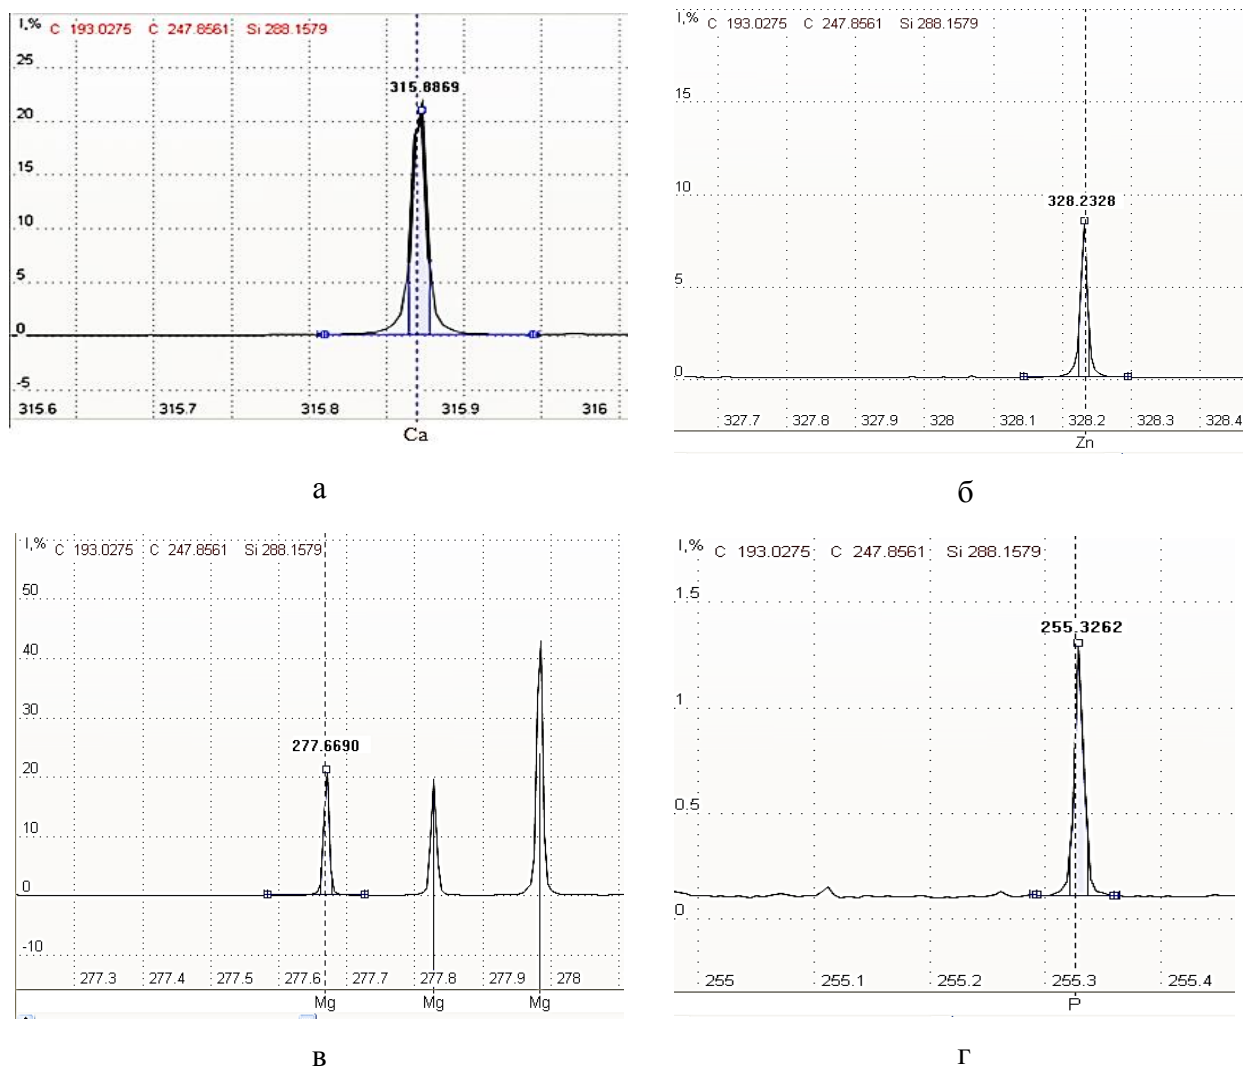 I,% C 193.0275 C 247.8561 Si 288.1579
25
315.8869
20
15
10
5
0
-5
315.6 315.7 315.8 315.9 316
Ca
а
I,% C 193.0275 C 247.8561 Si 288.1579
15
10
328.2328
5
0
327.7 327.8 327.9 328 328.1 328.2 328.3 328.4
Zn
б
I,% C 193.0275 C 247.8561 Si 288.1579
50
40
30
277.6690
20
10
0
-10
277.3 277.4 277.5 277.6 277.7 277.8 277.9 278
Mg Mg Mg
в
I,% C 193.0275 C 247.8561 Si 288.1579
1.5
255.3262
1
0.5
0
255 255.1 255.2 255.3 255.4
P
г